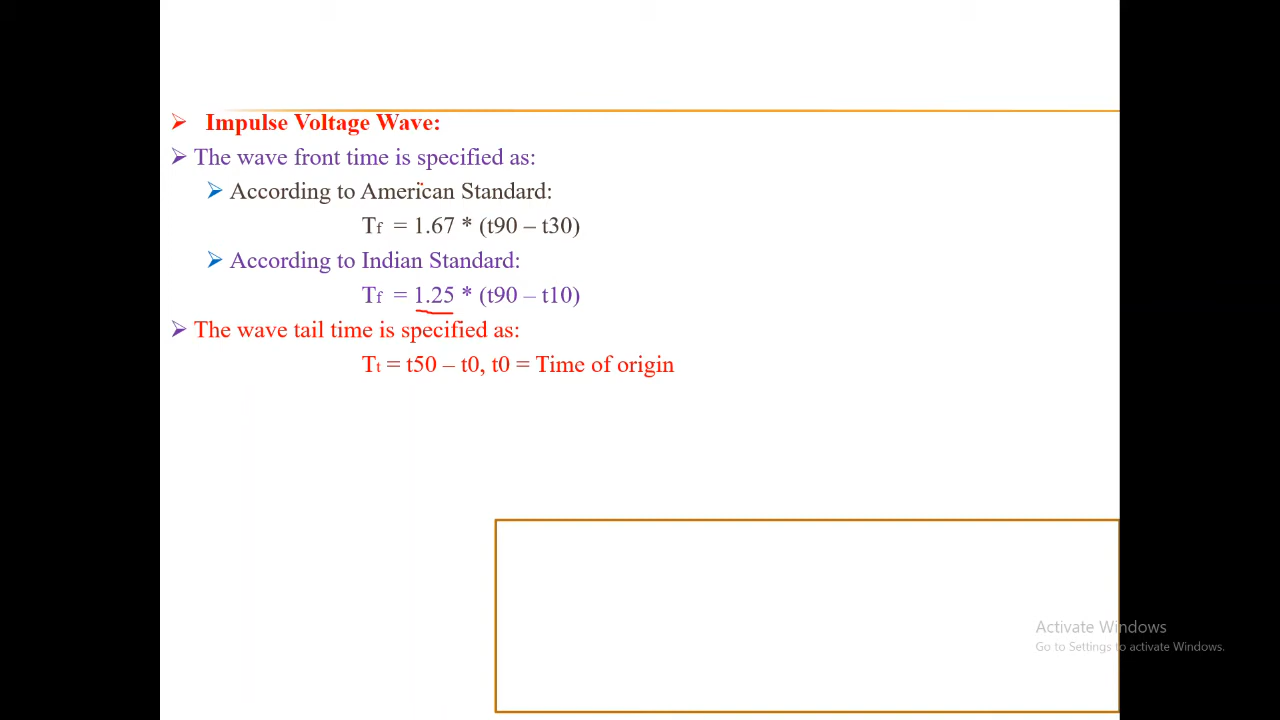 Impulse Voltage Wave:
The wave front time is specified as:
According to American Standard:
Tf = 1.67 * (t90 – t30)
According to Indian Standard:
Tf = 1.25 * (t90 – t10)
The wave tail time is specified as:
Tt = t50 – t0, t0 = Time of origin
Activate Windows
Go to Settings to activate Windows.